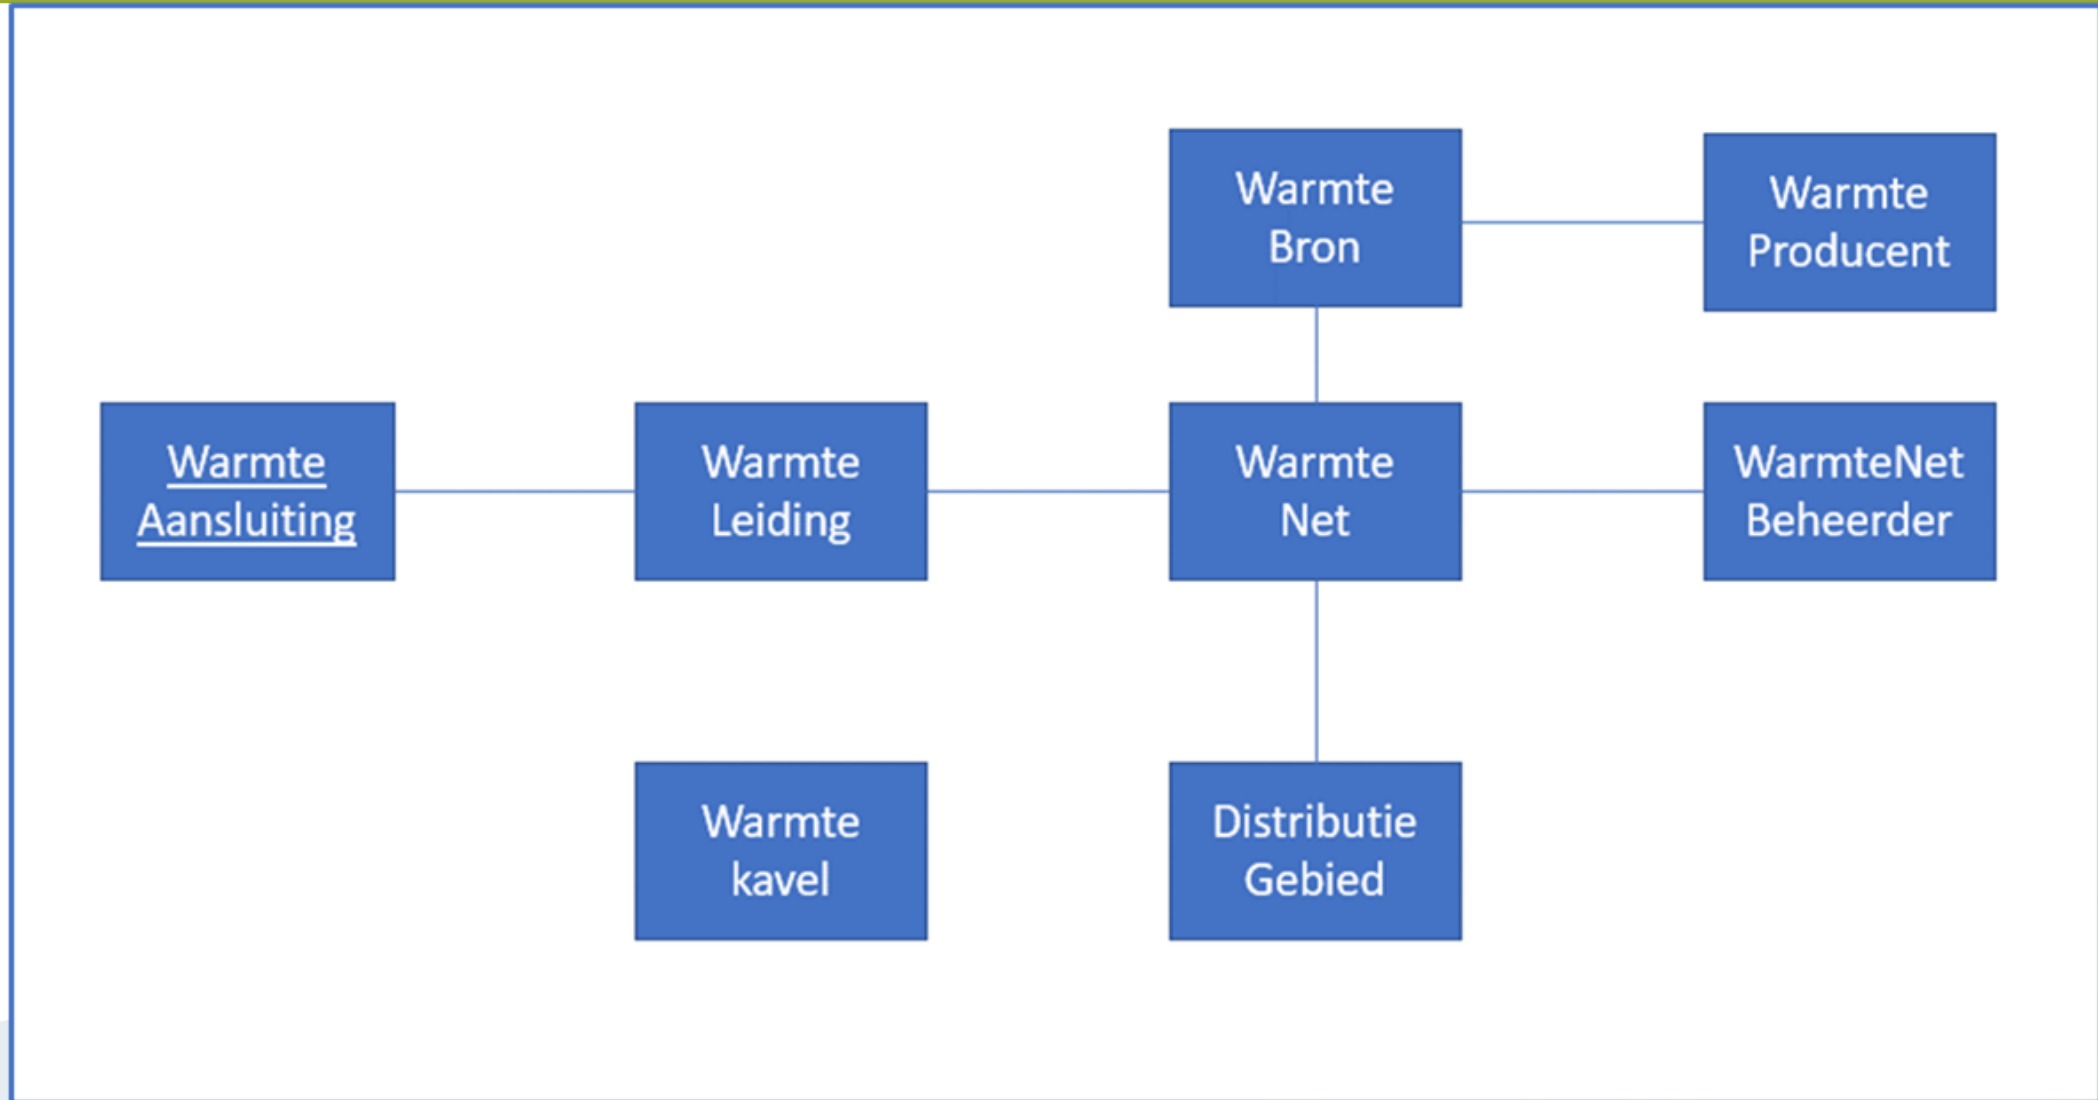 Warmte
Bron
Warmte
Producent
Warmte
Aansluiting
Warmte
Leiding
Warmte
Net
WarmteNet
Beheerder
Warmte
kavel
Distributie
Gebied